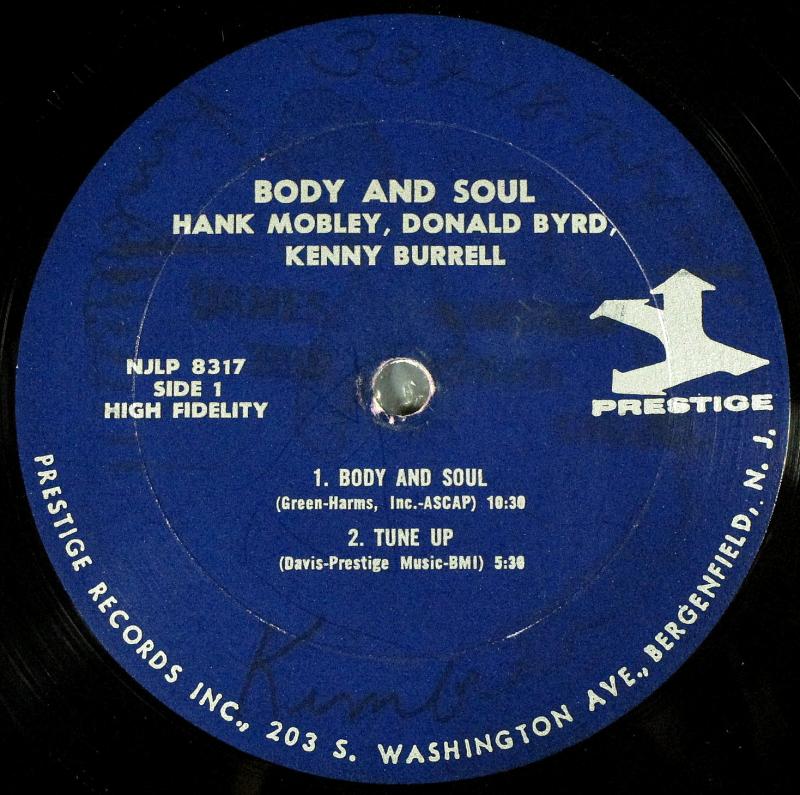 BODY AND SOUL
HANK MOBLEY, DONALD BYRD,
KENNY BURRELL
NJLP 8317
SIDE 1
HIGH FIDELITY
PRESTIGE
1. BODY AND SOUL
(Green-Harms, Inc.-ASCAP) 10:30
2. TUNE UP
(Davis-Prestige Music-BMI) 5:30
PRESTIGE RECORDS INC., 203 S. WASHINGTON AVE., BERGENFIELD, N. J.